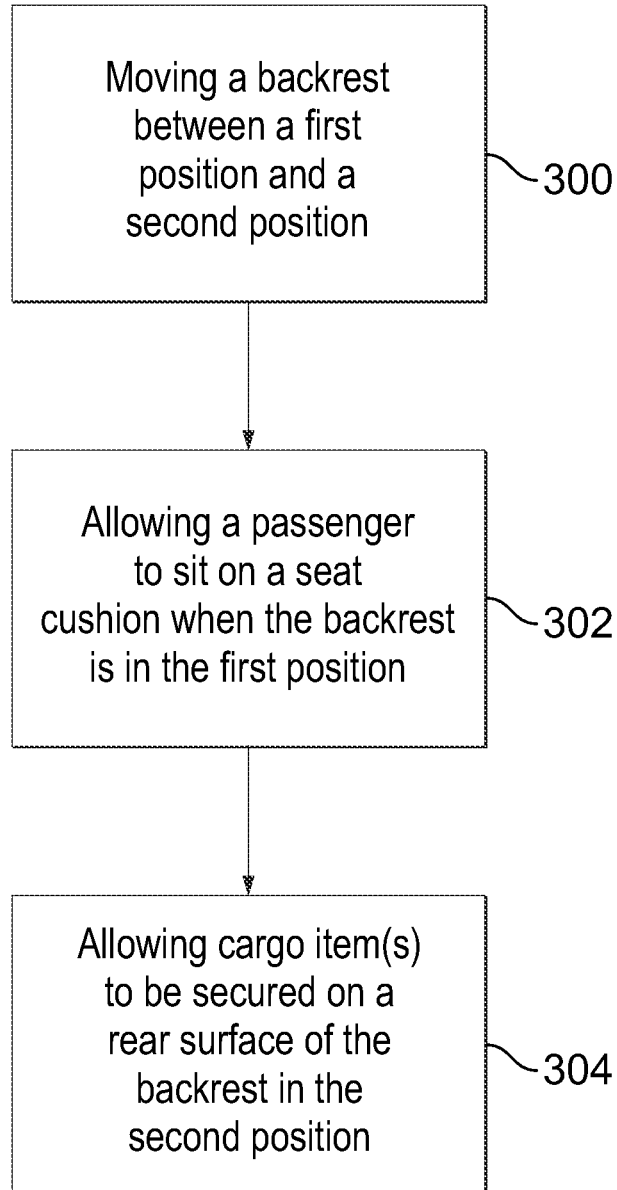 Moving a backrest
between a first
position and a
second position
300
Allowing a passenger
to sit on a seat
cushion when the backrest
is in the first position
302
Allowing cargo item(s)
to be secured on a
rear surface of the
backrest in the
second position
304